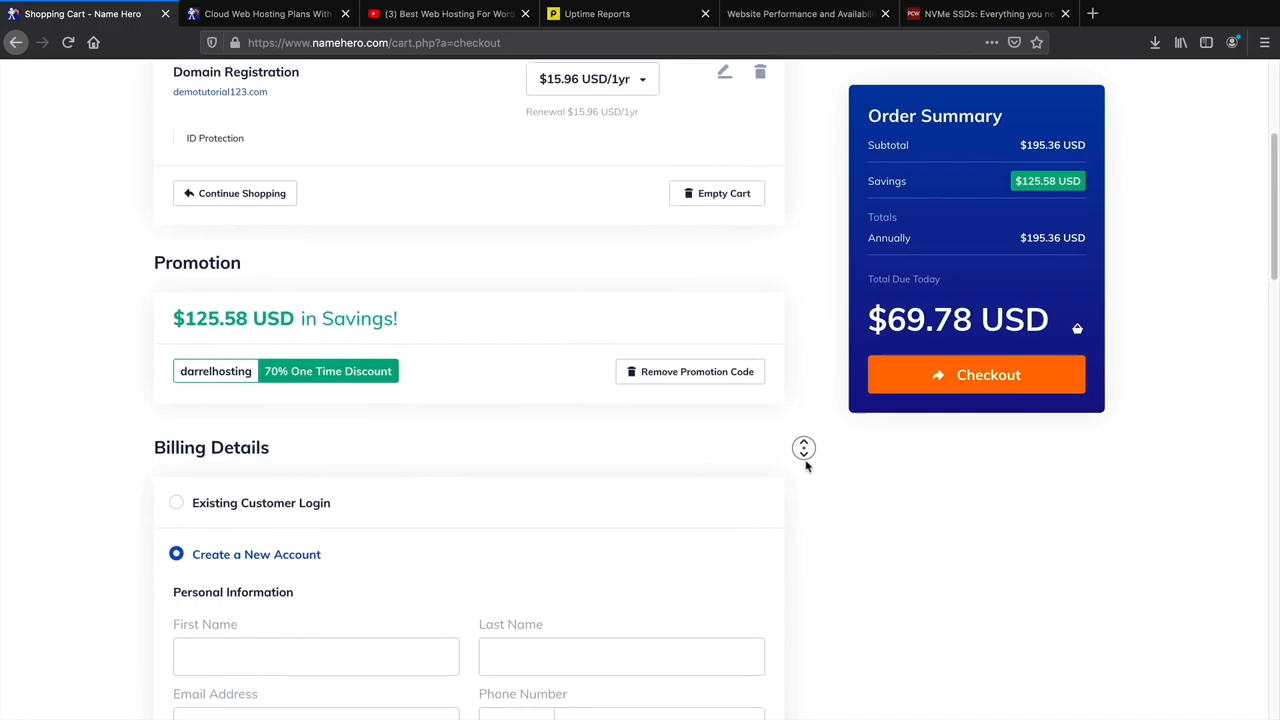 Shopping Cart - Name Hero
Cloud Web Hosting Plans With
(3) Best Web Hosting For Wor
Uptime Reports
Website Performance and Availabili
NVMe SSDs: Everything you ne
https://www.namehero.com/cart.php?a=checkout
Domain Registration
demotutorial123.com
$15.96 USD/1yr
Renewal $15.96 USD/1yr
ID Protection
Continue Shopping
Empty Cart
Promotion
$125.58 USD in Savings!
darrelhosting 70% One Time Discount
Remove Promotion Code
Billing Details
Existing Customer Login
Create a New Account
Personal Information
First Name
Last Name
Email Address
Phone Number
Order Summary
Subtotal $195.36 USD
Savings $125.58 USD
Totals
Annually $195.36 USD
Total Due Today
$69.78 USD
Checkout